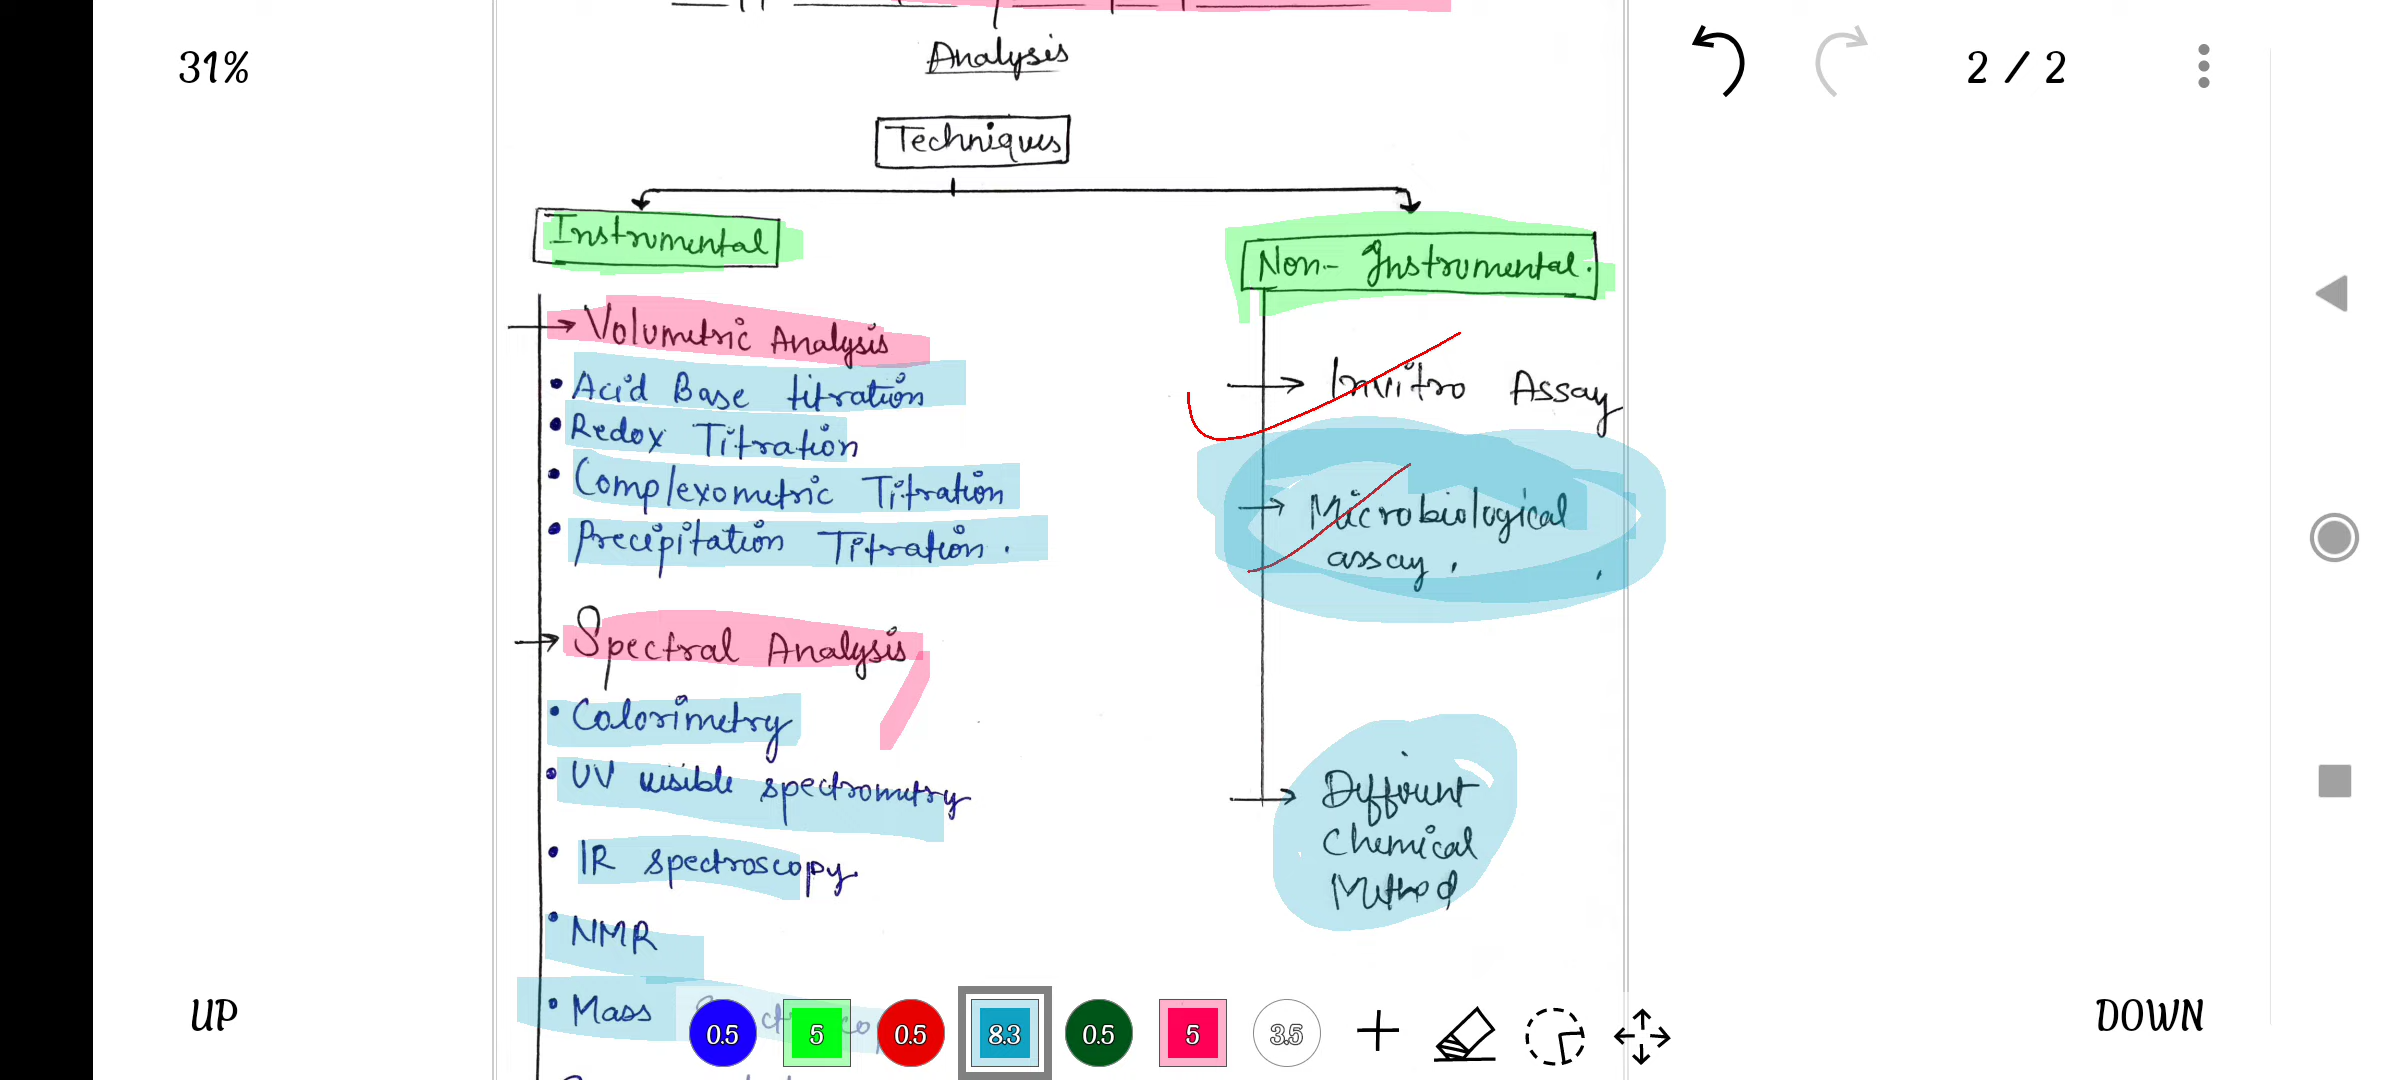 31%
2 / 2
Analysis
Techniques
Instrumental
Non- Instrumental.
→ Volumetric Analysis
• Acid Base titration
• Redox Titration
• Complexometric Titration
• Precipitation Titration.
→ Invitro Assay
→ Microbiological
assay.
→ Spectral Analysis
• Colorimetry
• UV visible spectrometry
• IR spectroscopy
• NMR
• Mass
→ Different
Chemical
Method
UP
0.5 5 0.5 8.3 0.5 5 3.5
DOWN